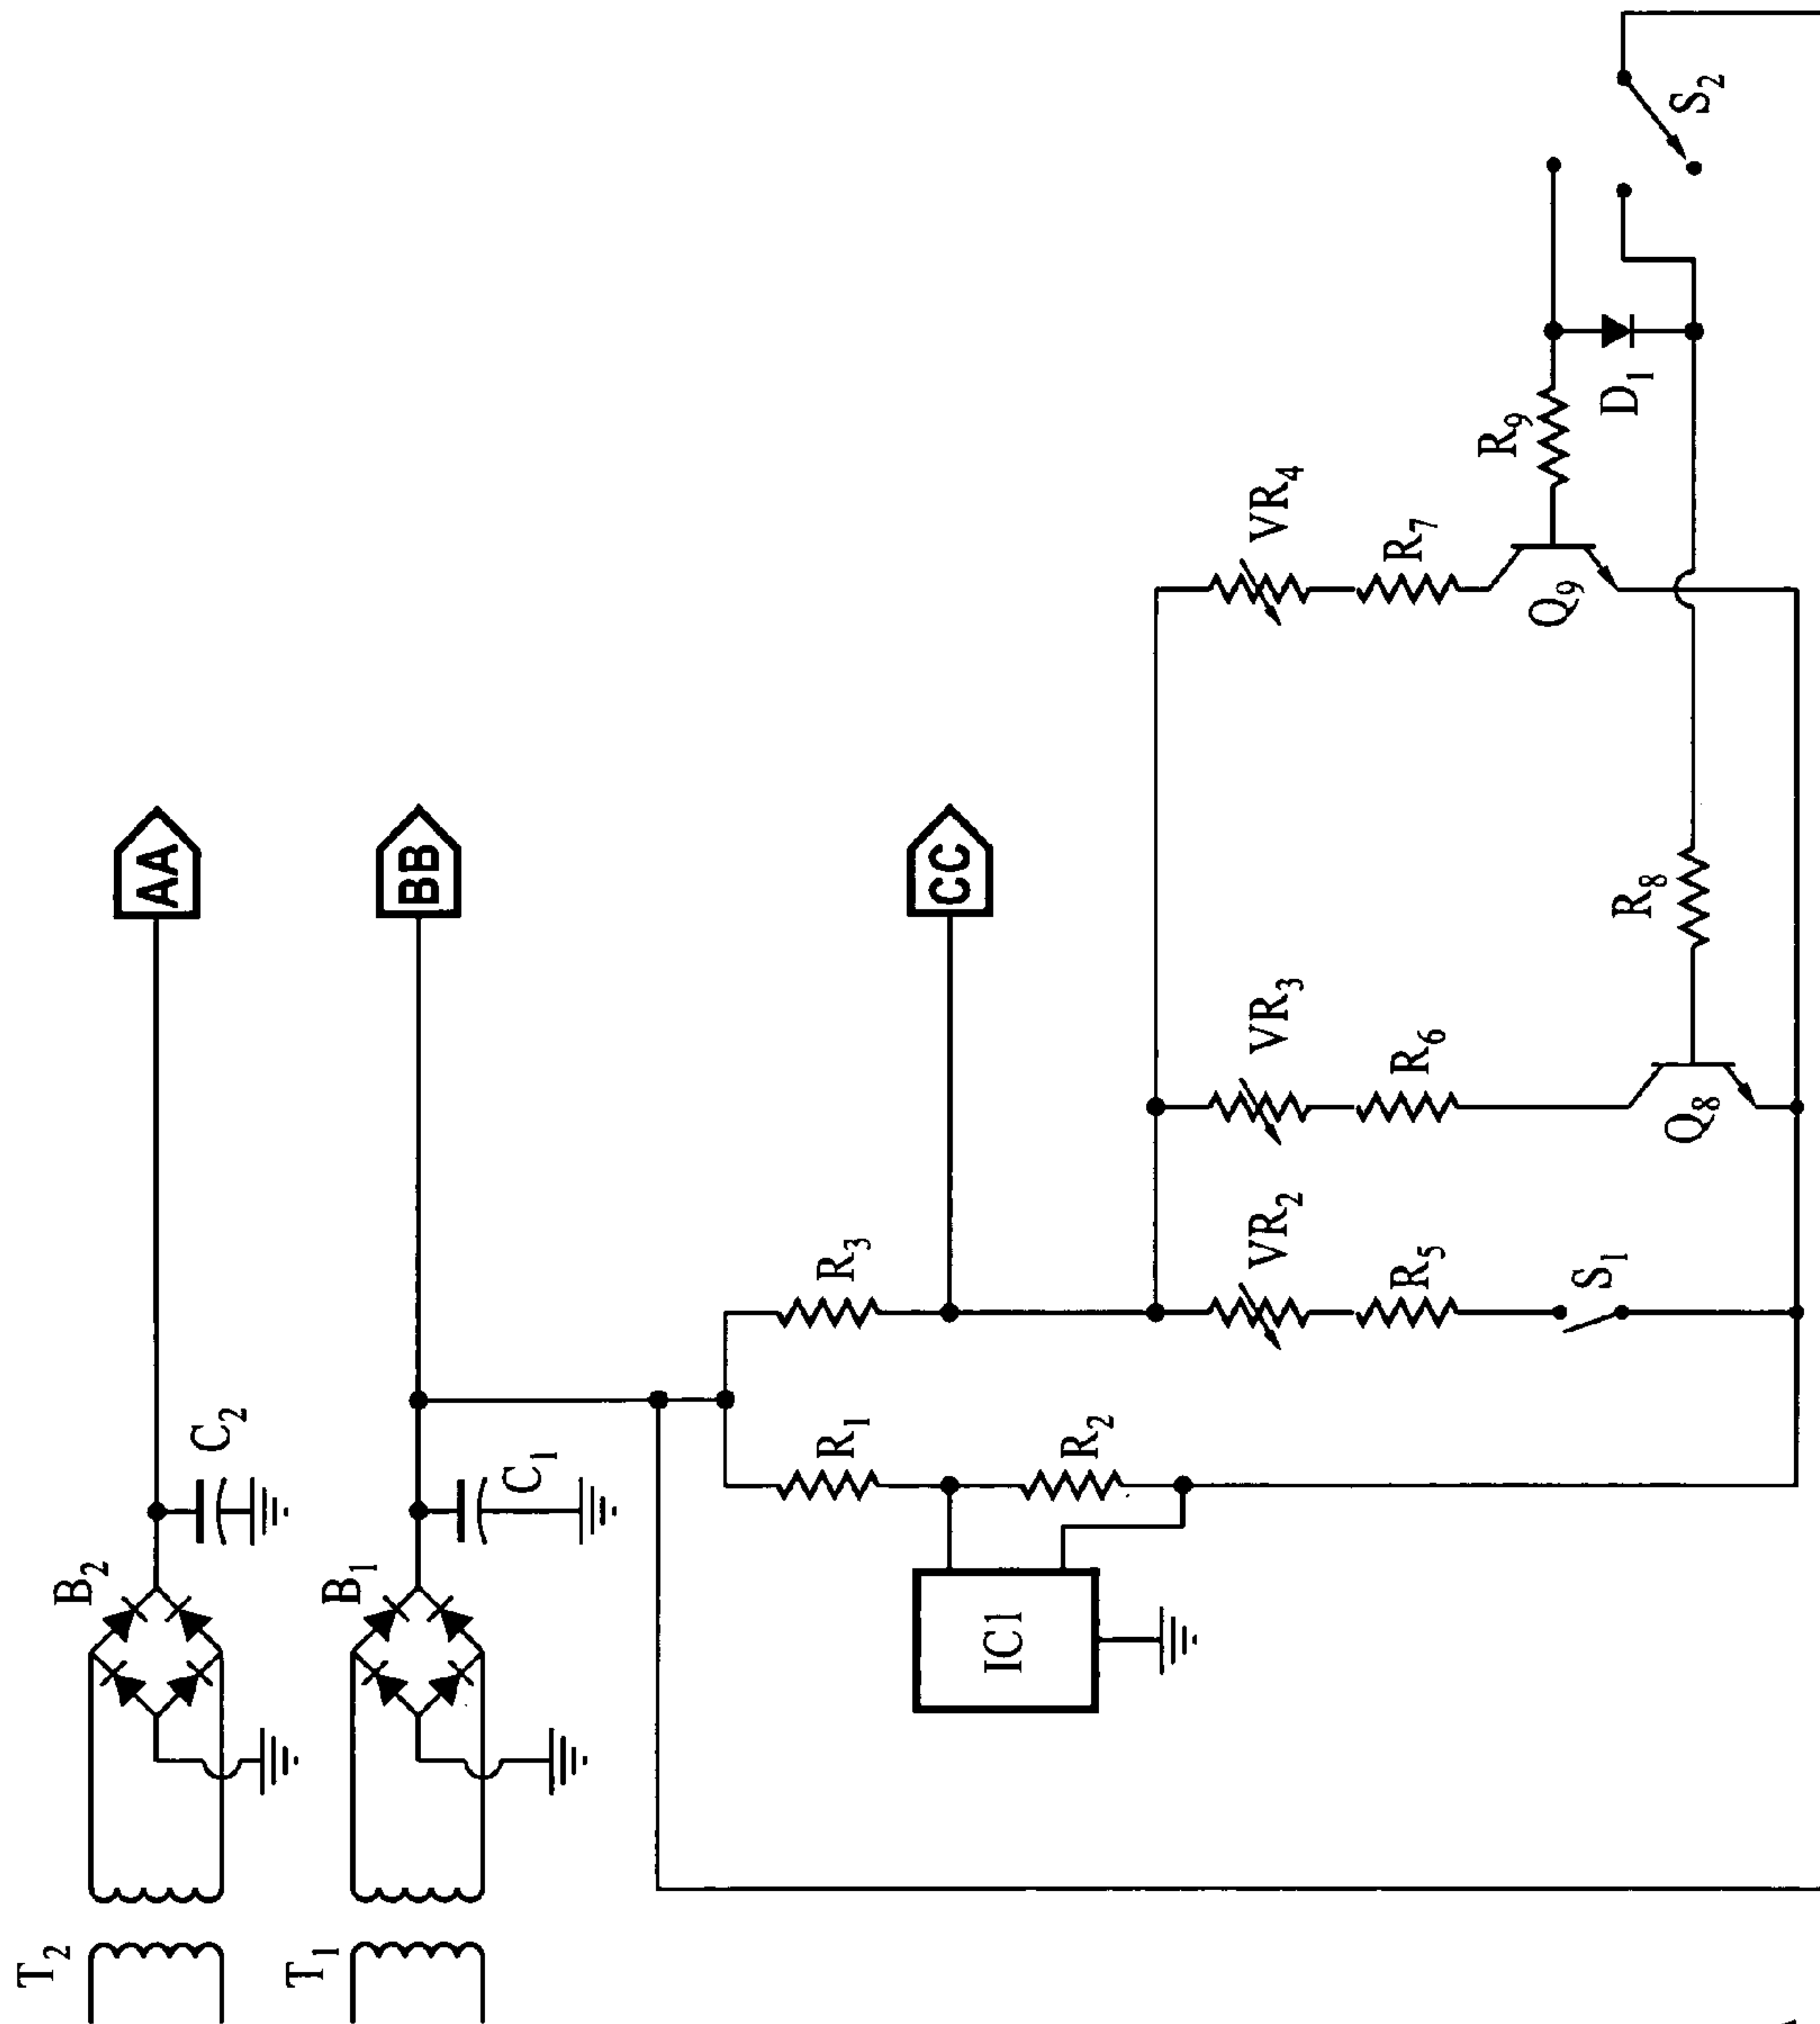 T2
B2
C2
AA
T1
B1
C1
BB
R1
R3
CC
IC1
R2
VR2
VR3
VR4
R5
R6
R7
R9
S1
Q8
R8
Q9
D1
S2